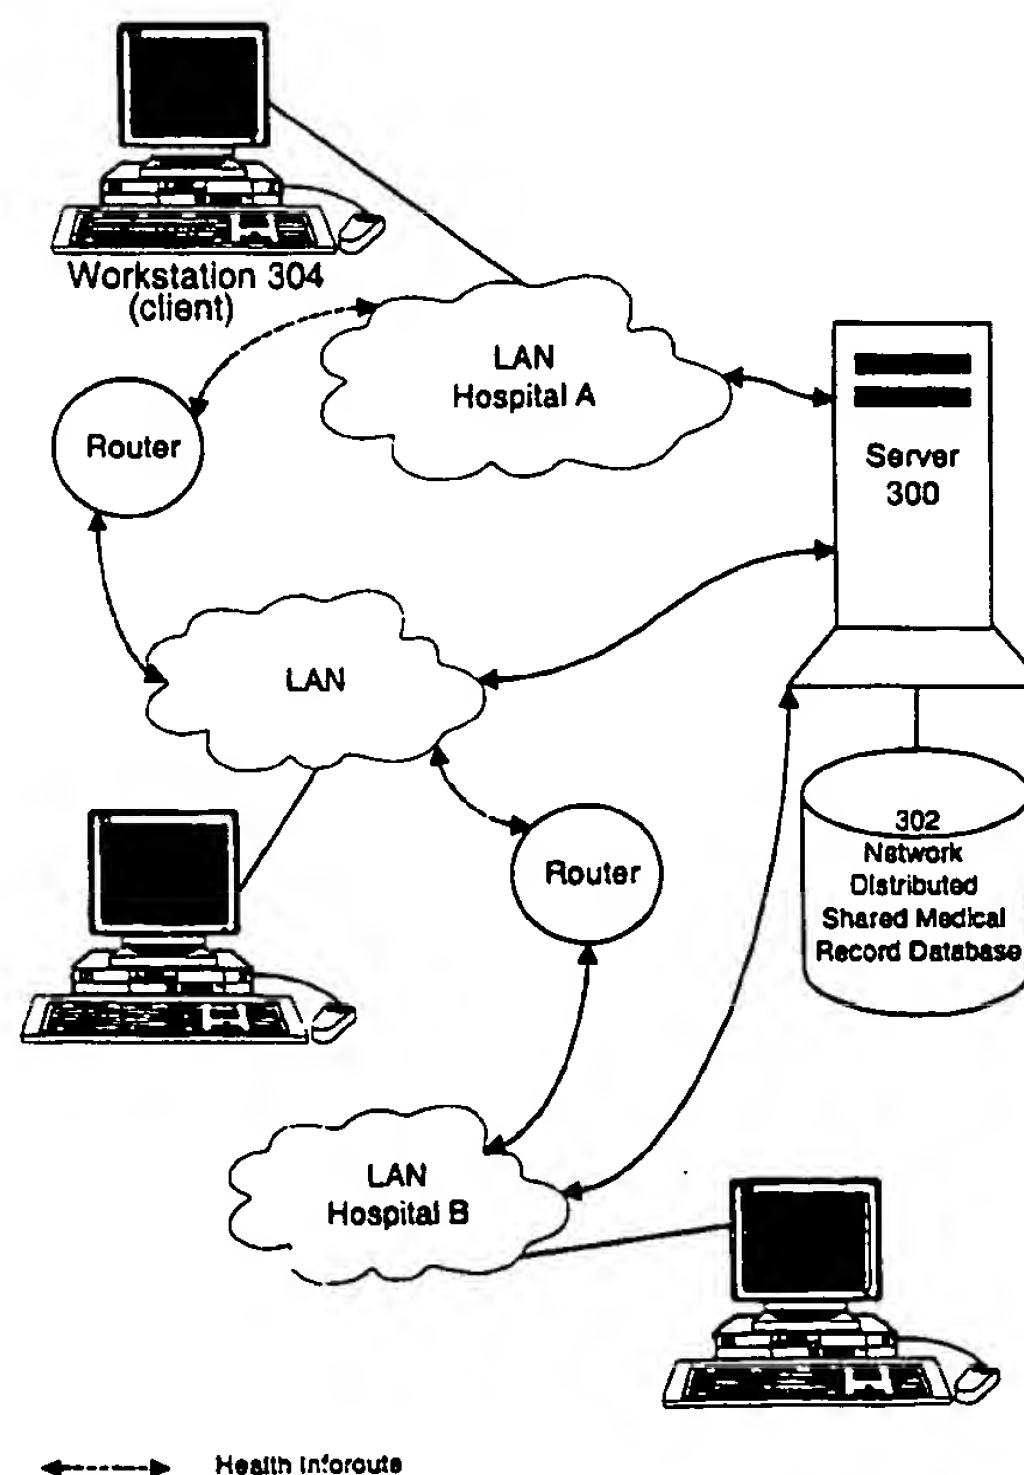 Workstation 304
(client)
LAN
Hospital A
Router
Server
300
LAN
302
Network
Distributed
Shared Medical
Record Database
Router
LAN
Hospital B
Health Inforoute